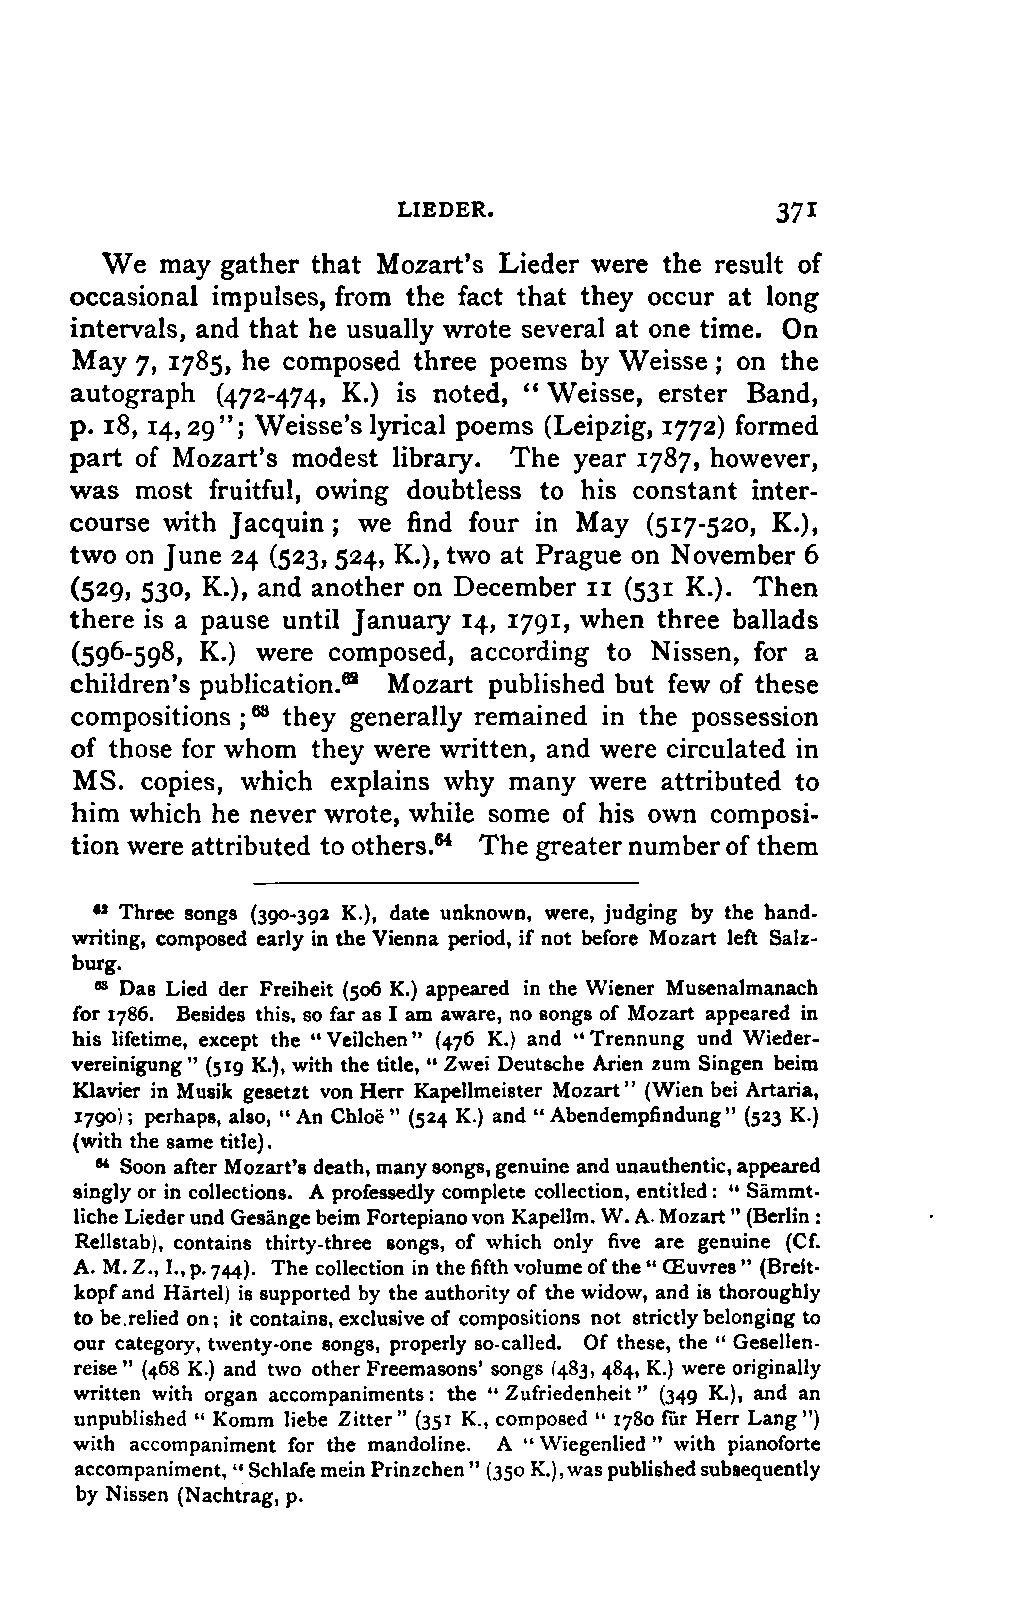 LIEDER. 371
We may gather that Mozart's Lieder were the result of
occasional impulses, from the fact that they occur at long
intervals, and that he usually wrote several at one time. On
May 7, 1785, he composed three poems by Weisse; on the
autograph (472-474, K.) is noted, "Weisse, erster Band,
p. 18, 14, 29"; Weisse's lyrical poems (Leipzig, 1772) formed
part of Mozart's modest library. The year 1787, however,
was most fruitful, owing doubtless to his constant inter-
course with Jacquin; we find four in May (517-520, K.),
two on June 24 (523, 524, K.), two at Prague on November 6
(529, 530, K.), and another on December 11 (531 K.). Then
there is a pause until January 14, 1791, when three ballads
(596-598, K.) were composed, according to Nissen, for a
children's publication.⁶² Mozart published but few of these
compositions;⁶³ they generally remained in the possession
of those for whom they were written, and were circulated in
MS. copies, which explains why many were attributed to
him which he never wrote, while some of his own composi-
tion were attributed to others.⁶⁴ The greater number of them
⁶² Three songs (390-392 K.), date unknown, were, judging by the hand-
writing, composed early in the Vienna period, if not before Mozart left Salz-
burg.
⁶³ Das Lied der Freiheit (506 K.) appeared in the Wiener Musenalmanach
for 1786. Besides this, so far as I am aware, no songs of Mozart appeared in
his lifetime, except the "Veilchen" (476 K.) and "Trennung und Wieder-
vereinigung" (519 K.), with the title, "Zwei Deutsche Arien zum Singen beim
Klavier in Musik gesetzt von Herr Kapellmeister Mozart" (Wien bei Artaria,
1790); perhaps, also, "An Chloë" (524 K.) and "Abendempfindung" (523 K.)
(with the same title).
⁶⁴ Soon after Mozart's death, many songs, genuine and unauthentic, appeared
singly or in collections. A professedly complete collection, entitled: "Sämmt-
liche Lieder und Gesänge beim Fortepiano von Kapellm. W. A. Mozart" (Berlin:
Rellstab), contains thirty-three songs, of which only five are genuine (Cf.
A. M. Z., I., p. 744). The collection in the fifth volume of the "Œuvres" (Breit-
kopf and Härtel) is supported by the authority of the widow, and is thoroughly
to be relied on; it contains, exclusive of compositions not strictly belonging to
our category, twenty-one songs, properly so-called. Of these, the "Gesellen-
reise" (468 K.) and two other Freemasons' songs (483, 484, K.) were originally
written with organ accompaniments: the "Zufriedenheit" (349 K.), and an
unpublished "Komm liebe Zitter" (351 K., composed "1780 für Herr Lang")
with accompaniment for the mandoline. A "Wiegenlied" with pianoforte
accompaniment, "Schlafe mein Prinzchen" (350 K.), was published subsequently
by Nissen (Nachtrag, p.